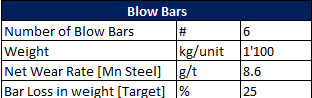 Blow Bars
Number of Blow Bars # 6
Weight kg/unit 1'100
Net Wear Rate [Mn Steel] g/t 8.6
Bar Loss in weight [Target] % 25